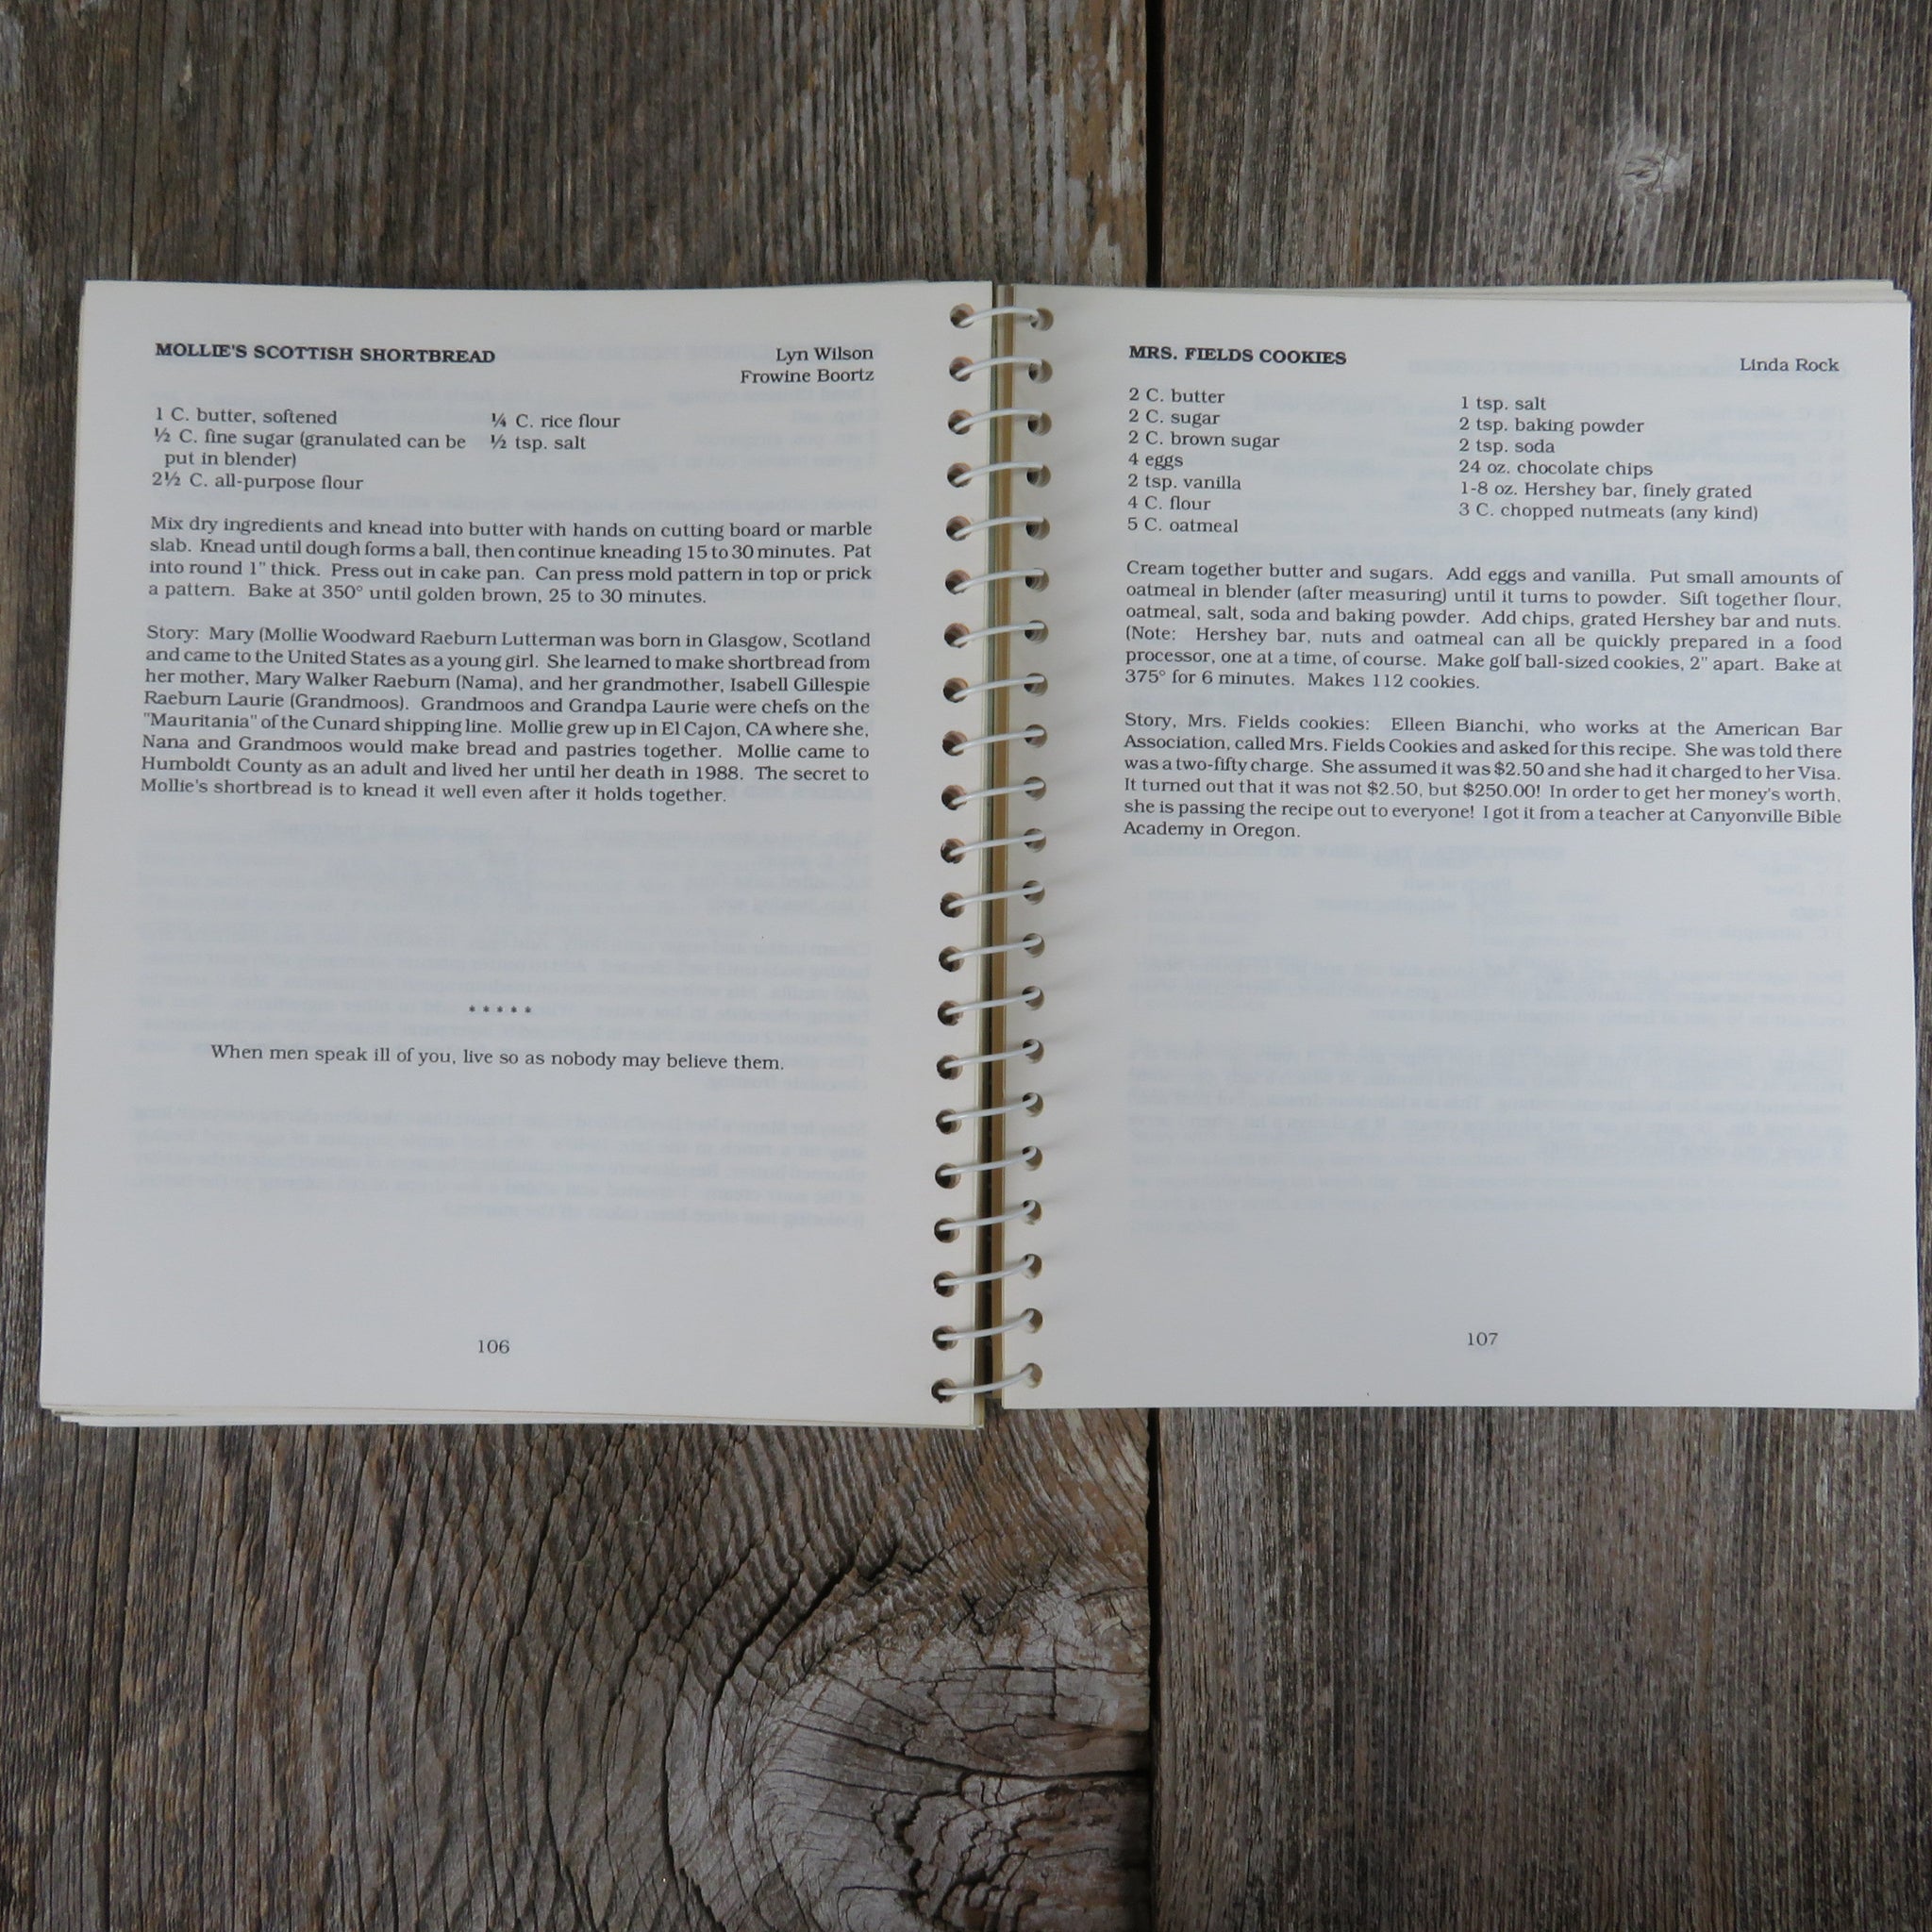 MOLLIE'S SCOTTISH SHORTBREAD
Lyn Wilson
Frowine Boortz
1 C. butter, softened
½ C. fine sugar (granulated can be
put in blender)
2½ C. all-purpose flour
¼ C. rice flour
½ tsp. salt
Mix dry ingredients and knead into butter with hands on cutting board or marble
slab. Knead until dough forms a ball, then continue kneading 15 to 30 minutes. Pat
into round 1" thick. Press out in cake pan. Can press mold pattern in top or prick
a pattern. Bake at 350° until golden brown, 25 to 30 minutes.
Story: Mary (Mollie Woodward Raeburn Lutterman was born in Glasgow, Scotland
and came to the United States as a young girl. She learned to make shortbread from
her mother, Mary Walker Raeburn (Nama), and her grandmother, Isabell Gillespie
Raeburn Laurie (Grandmoos). Grandmoos and Grandpa Laurie were chefs on the
"Mauritania" of the Cunard shipping line. Mollie grew up in El Cajon, CA where she,
Nana and Grandmoos would make bread and pastries together. Mollie came to
Humboldt County as an adult and lived her until her death in 1988. The secret to
Mollie's shortbread is to knead it well even after it holds together.
* * * * *
When men speak ill of you, live so as nobody may believe them.
106
MRS. FIELDS COOKIES
Linda Rock
2 C. butter
2 C. sugar
2 C. brown sugar
4 eggs
2 tsp. vanilla
4 C. flour
5 C. oatmeal
1 tsp. salt
2 tsp. baking powder
2 tsp. soda
24 oz. chocolate chips
1-8 oz. Hershey bar, finely grated
3 C. chopped nutmeats (any kind)
Cream together butter and sugars. Add eggs and vanilla. Put small amounts of
oatmeal in blender (after measuring) until it turns to powder. Sift together flour,
oatmeal, salt, soda and baking powder. Add chips, grated Hershey bar and nuts.
(Note: Hershey bar, nuts and oatmeal can all be quickly prepared in a food
processor, one at a time, of course. Make golf ball-sized cookies, 2" apart. Bake at
375° for 6 minutes. Makes 112 cookies.
Story, Mrs. Fields cookies: Elleen Bianchi, who works at the American Bar
Association, called Mrs. Fields Cookies and asked for this recipe. She was told there
was a two-fifty charge. She assumed it was $2.50 and she had it charged to her Visa.
It turned out that it was not $2.50, but $250.00! In order to get her money's worth,
she is passing the recipe out to everyone! I got it from a teacher at Canyonville Bible
Academy in Oregon.
107